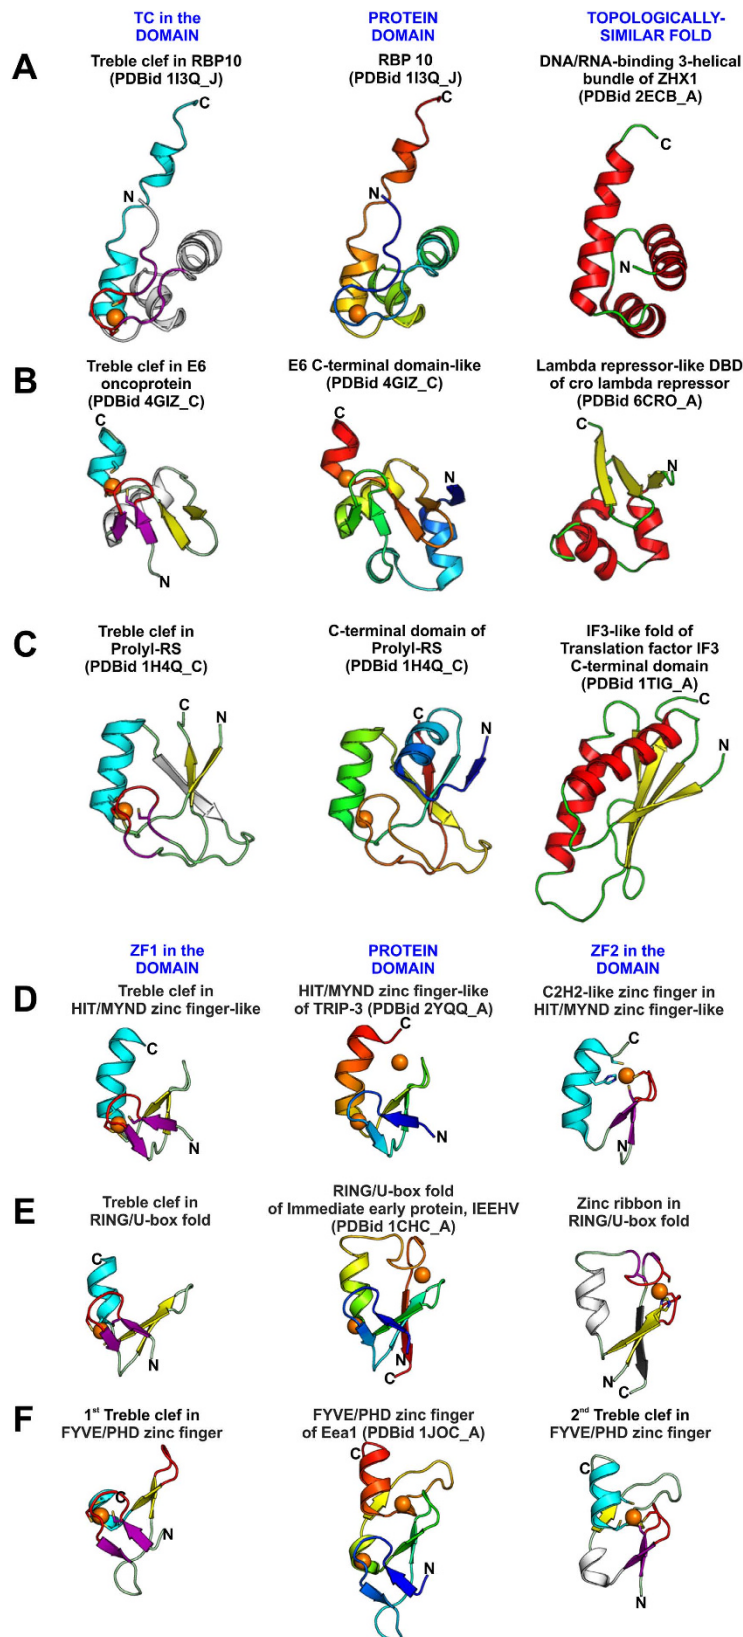 TC in the
DOMAIN
PROTEIN
DOMAIN
TOPOLOGICALLY-
SIMILAR FOLD
A
Treble clef in RBP10
(PDBid 1I3Q_J)
RBP 10
(PDBid 1I3Q_J)
DNA/RNA-binding 3-helical
bundle of ZHX1
(PDBid 2ECB_A)
C
N
C
N
C
N
B
Treble clef in E6
oncoprotein
(PDBid 4GIZ_C)
E6 C-terminal domain-like
(PDBid 4GIZ_C)
Lambda repressor-like DBD
of cro lambda repressor
(PDBid 6CRO_A)
C
N
C
N
C
N
C
Treble clef in
Prolyl-RS
(PDBid 1H4Q_C)
C-terminal domain of
Prolyl-RS
(PDBid 1H4Q_C)
IF3-like fold of
Translation factor IF3
C-terminal domain
(PDBid 1TIG_A)
C
N
C
N
C
N
ZF1 in the
DOMAIN
PROTEIN
DOMAIN
ZF2 in the
DOMAIN
D
Treble clef in
HIT/MYND zinc finger-like
HIT/MYND zinc finger-like
of TRIP-3 (PDBid 2YQQ_A)
C2H2-like zinc finger in
HIT/MYND zinc finger-like
C
N
C
N
C
N
E
Treble clef in
RING/U-box fold
RING/U-box fold
of Immediate early protein, IEEHV
(PDBid 1CHC_A)
Zinc ribbon in
RING/U-box fold
C
N
N
C
N
C
F
1st Treble clef in
FYVE/PHD zinc finger
FYVE/PHD zinc finger
of Eea1 (PDBid 1JOC_A)
2nd Treble clef in
FYVE/PHD zinc finger
C
N
C
N
C
N